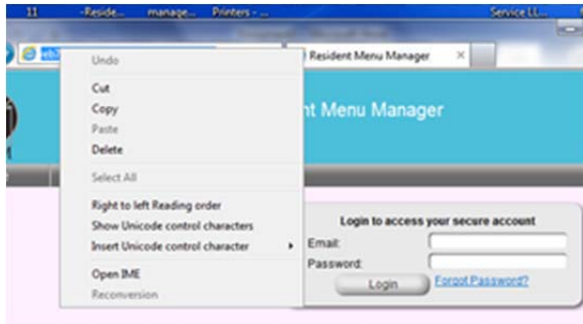 11 -Reside... manage... Printers - ... Service LL...
Resident Menu Manager
Undo
Cut
Copy
Paste
Delete
Select All
Right to left Reading order
Show Unicode control characters
Insert Unicode control character
Open IME
Reconversion
nt Menu Manager
Login to access your secure account
Email:
Password:
Login Forgot Password?